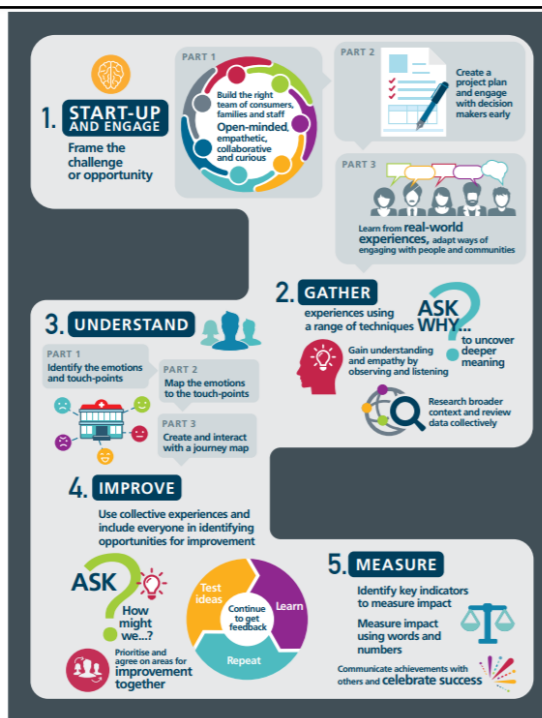 1. START-UP
AND ENGAGE
Frame the
challenge
or opportunity
PART 1
Build the right
team of consumers,
families and staff
Open-minded,
empathetic,
collaborative
and curious
PART 2
Create a
project plan
and engage
with decision
makers early
PART 3
Learn from real-world
experiences, adapt ways of
engaging with people and communities
2. GATHER
experiences using
a range of techniques
ASK
WHY...
?
to uncover
deeper
meaning
Gain understanding
and empathy by
observing and listening
Research broader
context and review
data collectively
3. UNDERSTAND
PART 1
Identify the emotions
and touch-points
PART 2
Map the emotions
to the touch-points
PART 3
Create and interact
with a journey map
4. IMPROVE
Use collective experiences and
include everyone in identifying
opportunities for improvement
ASK
?
How
might
we...?
Prioritise and
agree on areas for
improvement
together
Test
ideas
Learn
Repeat
Continue
to get
feedback
5. MEASURE
Identify key indicators
to measure impact
Measure impact
using words and
numbers
Communicate achievements with
others and celebrate success